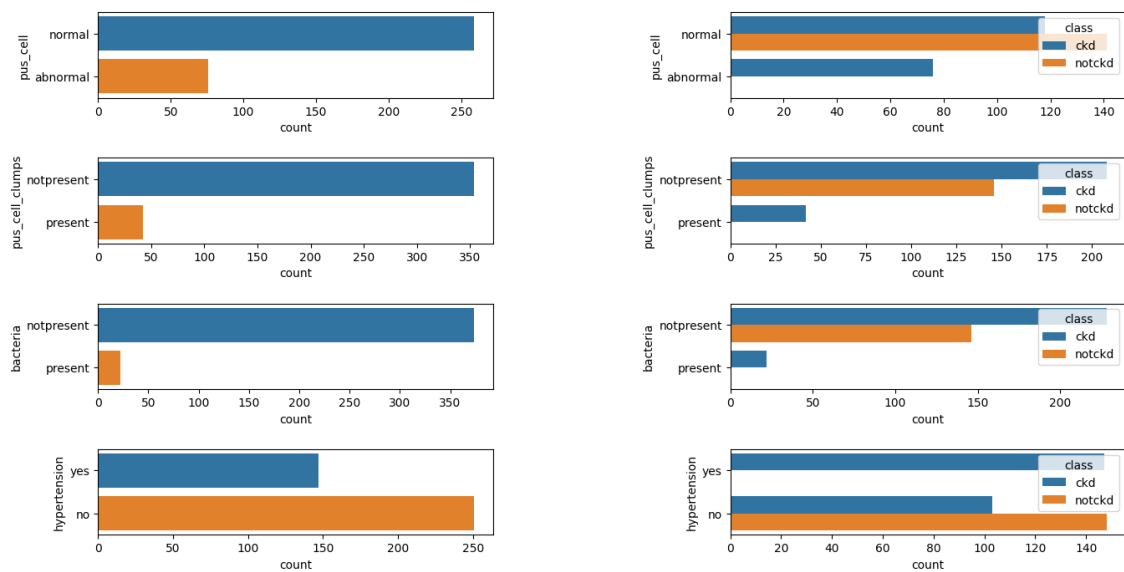 pus_cell
normal
abnormal
0 50 100 150 200 250
count
pus_cell
normal
abnormal
class
ckd
notckd
0 20 40 60 80 100 120 140
count
pus_cell_clumps
notpresent
present
0 50 100 150 200 250 300 350
count
pus_cell_clumps
notpresent
present
class
ckd
notckd
0 25 50 75 100 125 150 175 200
count
bacteria
notpresent
present
0 50 100 150 200 250 300 350
count
bacteria
notpresent
present
class
ckd
notckd
0 50 100 150 200
count
hypertension
yes
no
0 50 100 150 200 250
count
hypertension
yes
no
class
ckd
notckd
0 20 40 60 80 100 120 140
count